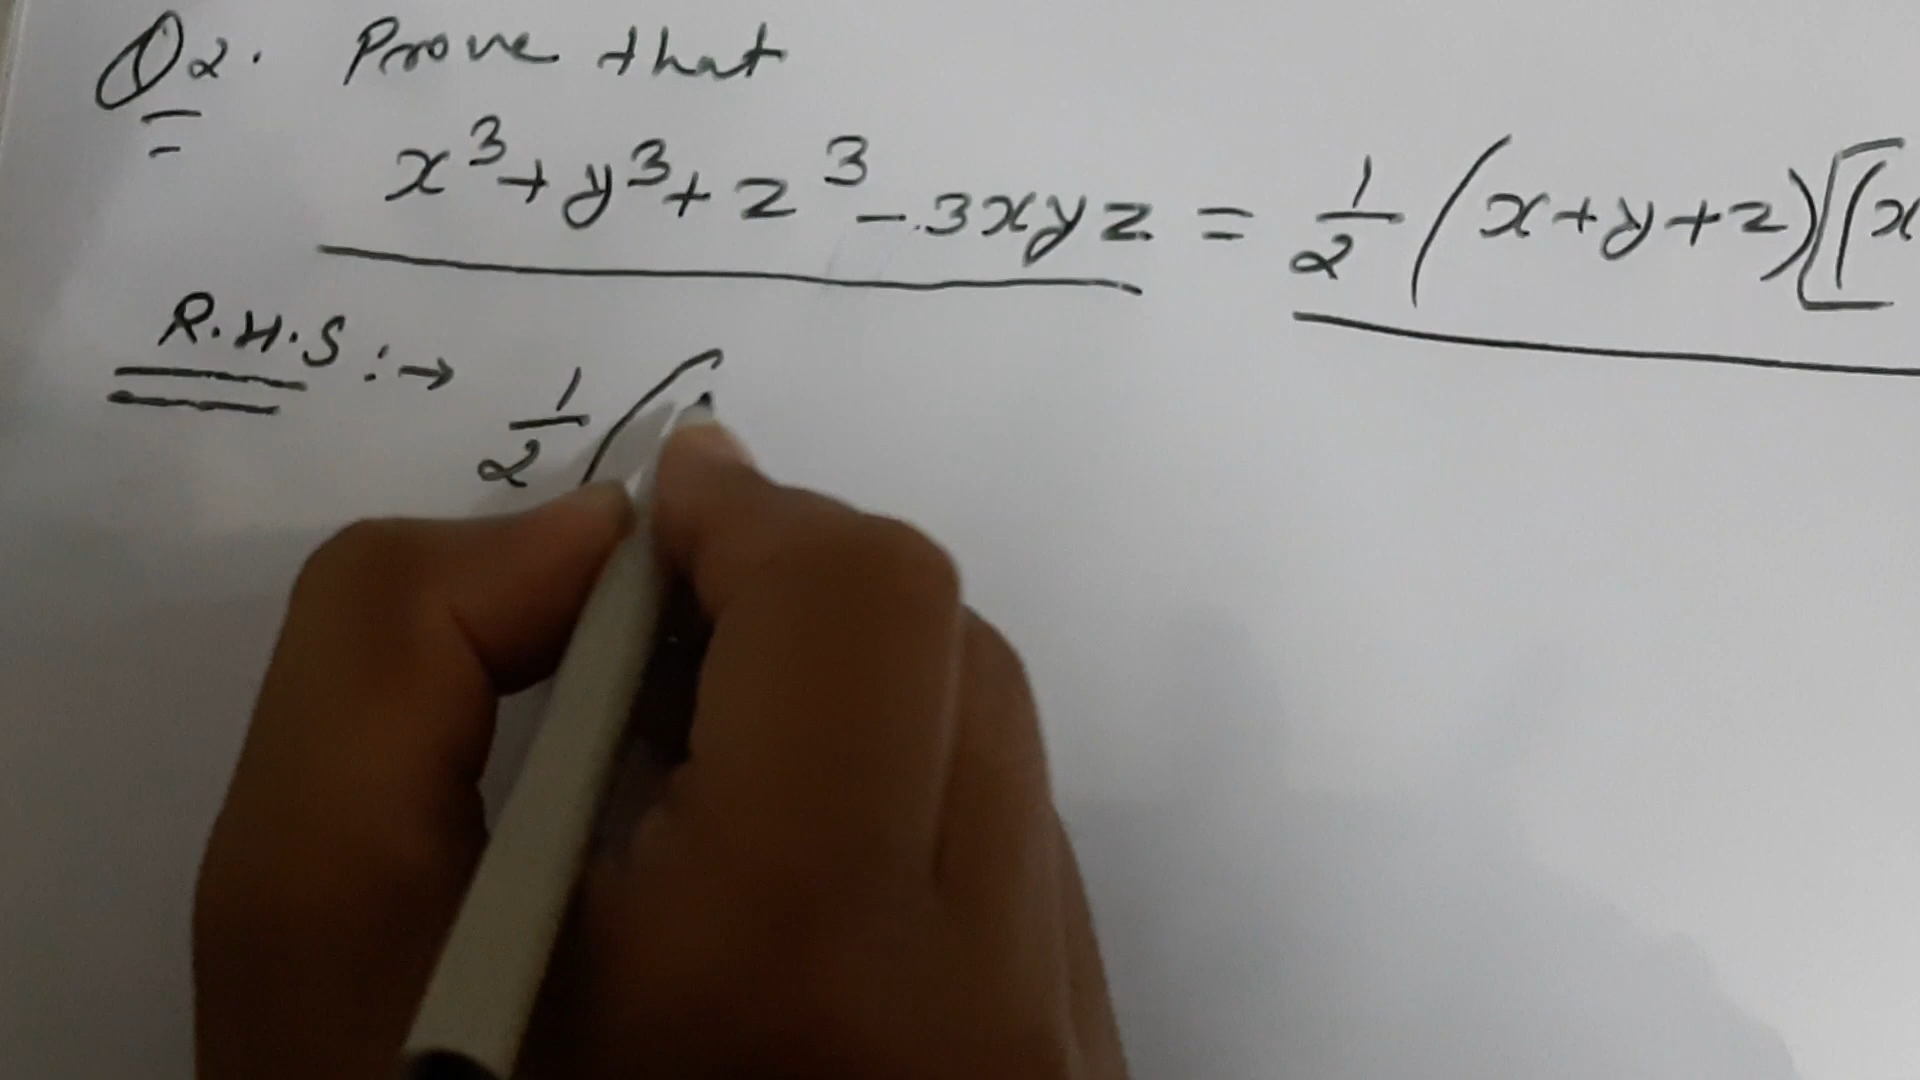 Q2. Prove that
x³ + y³ + z³ - 3xyz = 1/2 (x+y+z) [(x
R.H.S :→ 1/2 (